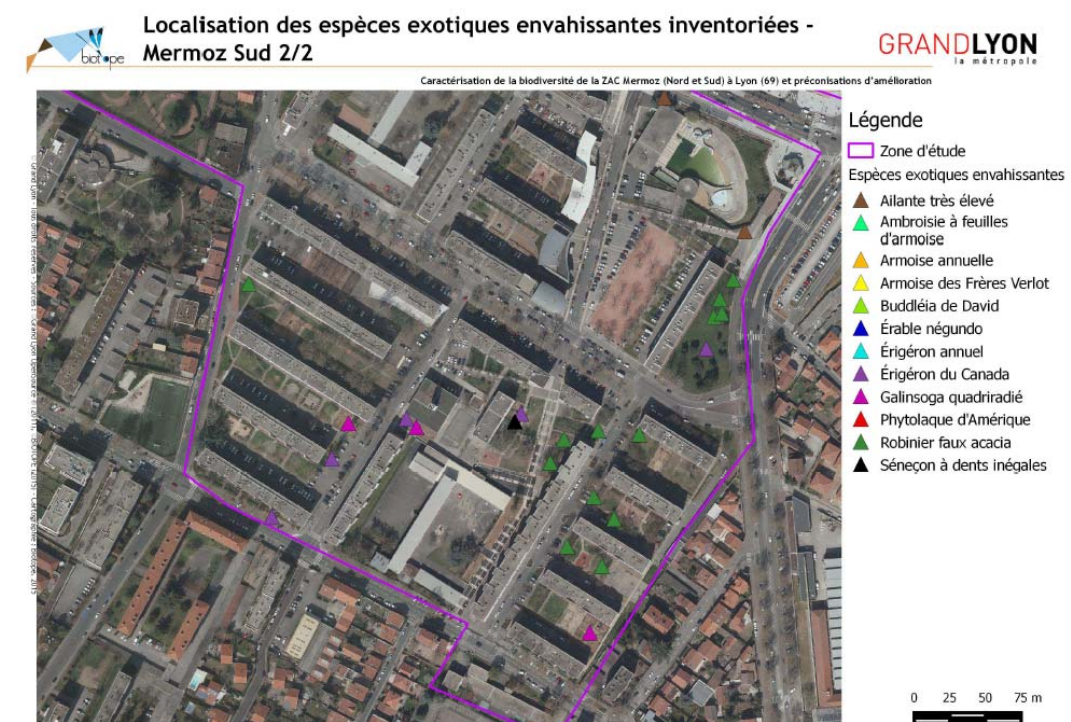 Localisation des espèces exotiques envahissantes inventoriées -
Mermoz Sud 2/2
biotope
GRANDLYON
la métropole
Caractérisation de la biodiversité de la ZAC Mermoz (Nord et Sud) à Lyon (69) et préconisations d'amélioration
Légende
Zone d'étude
Espèces exotiques envahissantes
Ailante très élevé
Ambroisie à feuilles
d'armoise
Armoise annuelle
Armoise des Frères Verlot
Buddléia de David
Érable négundo
Érigéron annuel
Érigéron du Canada
Galinsoga quadriradié
Phytolaque d'Amérique
Robinier faux acacia
Séneçon à dents inégales
0 25 50 75 m